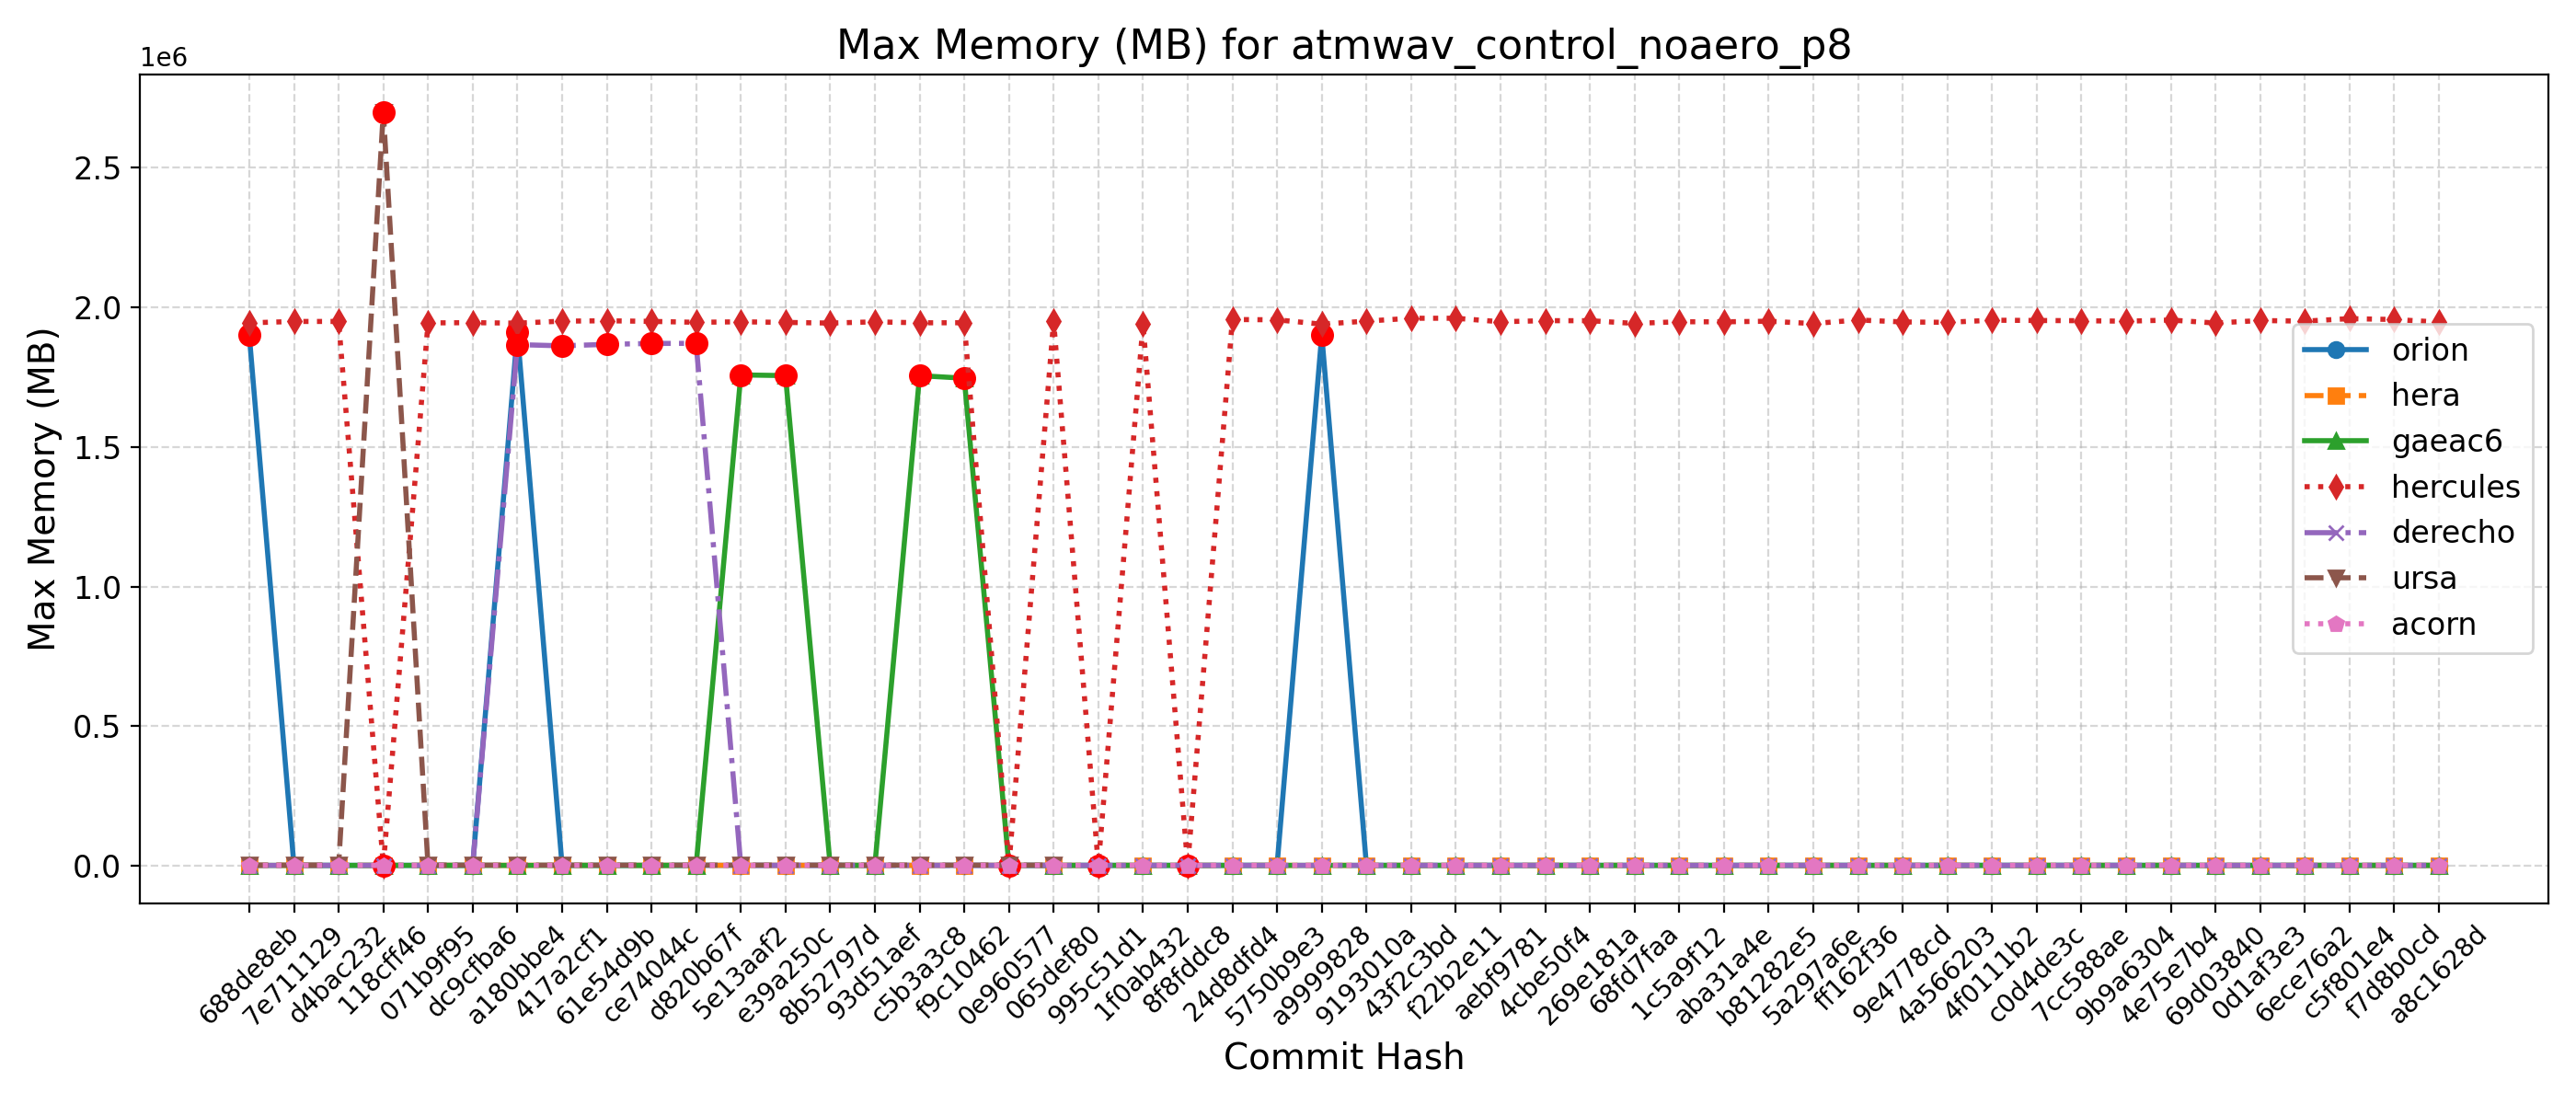 Max Memory (MB) for atmwav_control_noaero_p8
1e6
2.5
2.0
1.5
1.0
0.5
0.0
Max Memory (MB)
orion
hera
gaeac6
hercules
derecho
ursa
acorn
688de8eb
7e711129
d4bac232
118cff46
071b9f95
dc9cfba6
a180bbe4
417a2cf1
61e54d9b
ce74044c
d820b67f
5e13aaf2
e39a250c
8b52797d
93d51aef
c5b3a3c8
f9c10462
0e960577
065def80
995c51d1
1f0ab432
8f8fddc8
24d8dfd4
5750b9e3
a9999828
9193010a
43f2c3bd
f22b2e11
aebf9781
4cbe50f4
269e181a
68fd7faa
1c5a9f12
aba31a4e
b81282e5
5a297a6e
ff162f36
9e4778cd
4a566203
4f0111b2
c0d4de3c
7cc588ae
9b9a6304
4e75e7b4
69d03840
0d1af3e3
6ece76a2
c5f801e4
f7d8b0cd
a8c1628d
Commit Hash